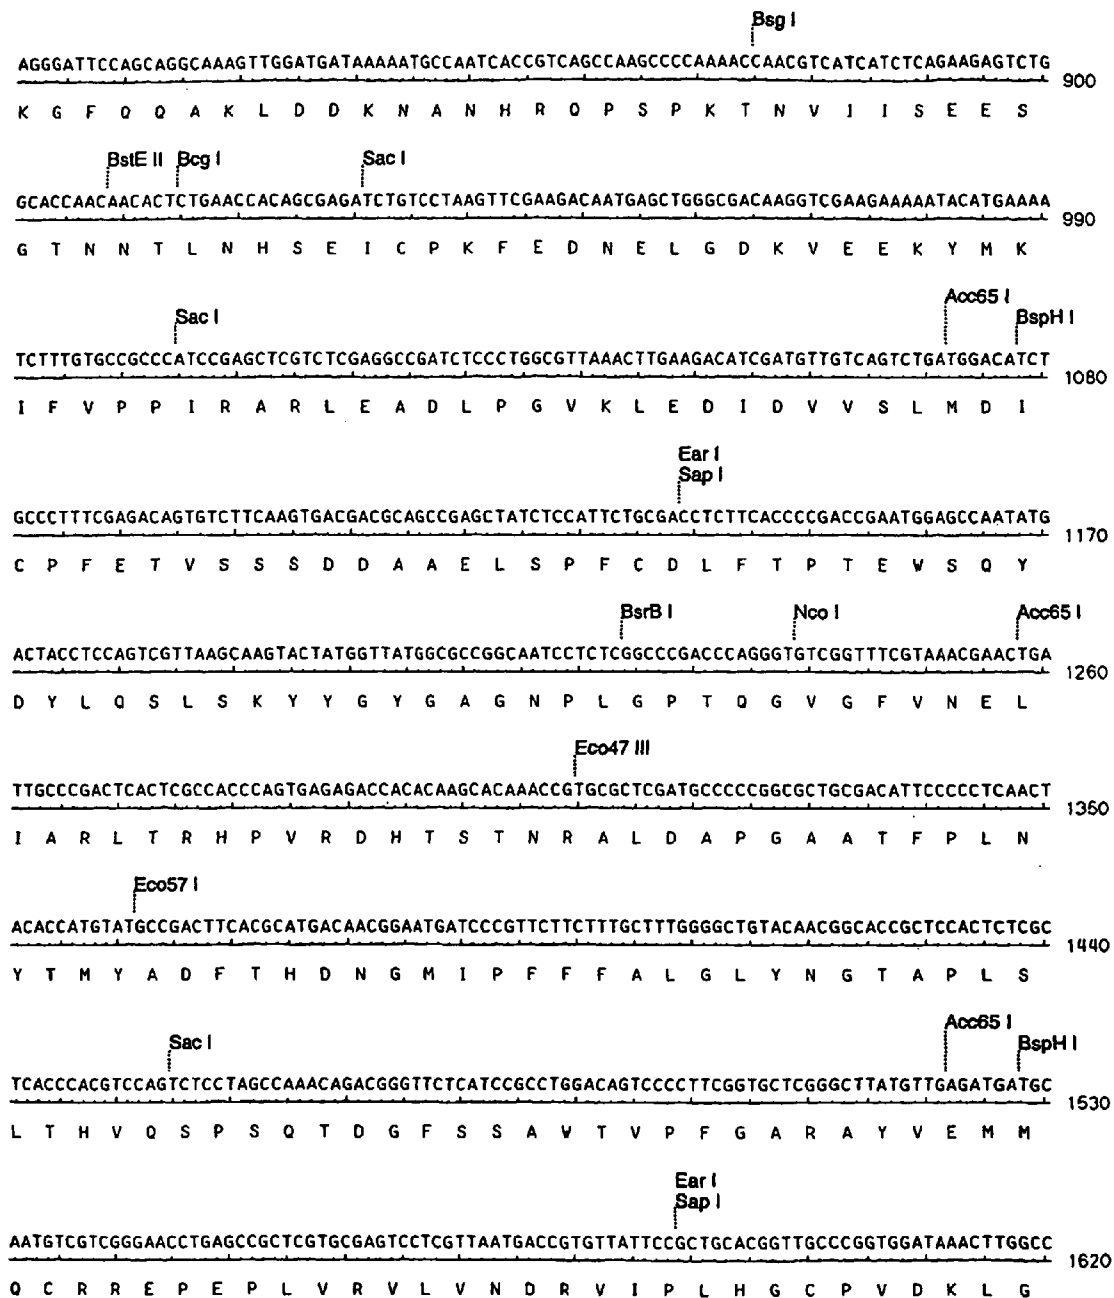 Bsg I
AGGGATTCCAGCAGGCAAAGTTGGATGATAAAAATGCCAATCACCGTCAGCCAAGCCCCAAAACCAACGTCATCATCTCAGAAGAGTCTG
900
K G F Q Q A K L D D K N A N H R Q P S P K T N V I I S E E S
BstE II Bcg I Sac I
GCACCAACAACACTCTGAACCACAGCGAGATCTGTCCTAAGTTCGAAGACAATGAGCTGGGCGACAAGGTCGAAGAAAAATACATGAAAA
990
G T N N T L N H S E I C P K F E D N E L G D K V E E K Y M K
Acc65 I
Sac I BspH I
TCTTTGTGCCGCCCATCCGAGCTCGTCTCGAGGCCGATCTCCCTGGCGTTAAACTTGAAGACATCGATGTTGTCAGTCTGATGGACATCT
1080
I F V P P I R A R L E A D L P G V K L E D I D V V S L M D I
Ear I
Sap I
GCCCTTTCGAGACAGTGTCTTCAAGTGACGACGCAGCCGAGCTATCTCCATTCTGCGACCTCTTCACCCCGACCGAATGGAGCCAATATG
1170
C P F E T V S S S D D A A E L S P F C D L F T P T E W S Q Y
BsrB I Nco I Acc65 I
ACTACCTCCAGTCGTTAAGCAAGTACTATGGTTATGGCGCCGGCAATCCTCTCGGCCCGACCCAGGGTGTCGGTTTCGTAAACGAACTGA
1260
D Y L Q S L S K Y Y G Y G A G N P L G P T Q G V G F V N E L
Eco47 III
TTGCCCGACTCACTCGCCACCCAGTGAGAGACCACACAAGCACAAACCGTGCGCTCGATGCCCCCGGCGCTGCGACATTCCCCCTCAACT
1350
I A R L T R H P V R D H T S T N R A L D A P G A A T F P L N
Eco57 I
ACACCATGTATGCCGACTTCACGCATGACAACGGAATGATCCCGTTCTTCTTTGCTTTGGGGCTGTACAACGGCACCGCTCCACTCTCGC
1440
Y T M Y A D F T H D N G M I P F F F A L G L Y N G T A P L S
Acc65 I
Sac I BspH I
TCACCCACGTCCAGTCTCCTAGCCAAACAGACGGGTTCTCATCCGCCTGGACAGTCCCCTTCGGTGCTCGGGCTTATGTTGAGATGATGC
1530
L T H V Q S P S Q T D G F S S A W T V P F G A R A Y V E M M
Ear I
Sap I
AATGTCGTCGGGAACCTGAGCCGCTCGTGCGAGTCCTCGTTAATGACCGTGTTATTCCGCTGCACGGTTGCCCGGTGGATAAACTTGGCC
1620
Q C R R E P E P L V R V L V N D R V I P L H G C P V D K L G